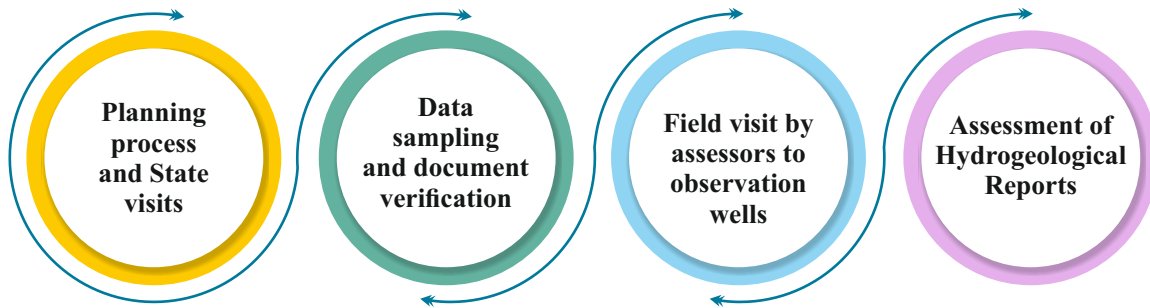 Planning
process
and State
visits
Data
sampling
and document
verification
Field visit by
assessors to
observation
wells
Assessment of
Hydrogeological
Reports